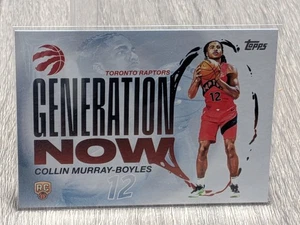 topps
TORONTO RAPTORS
GENERATION
NOW
COLLIN MURRAY-BOYLES
12
12
RC